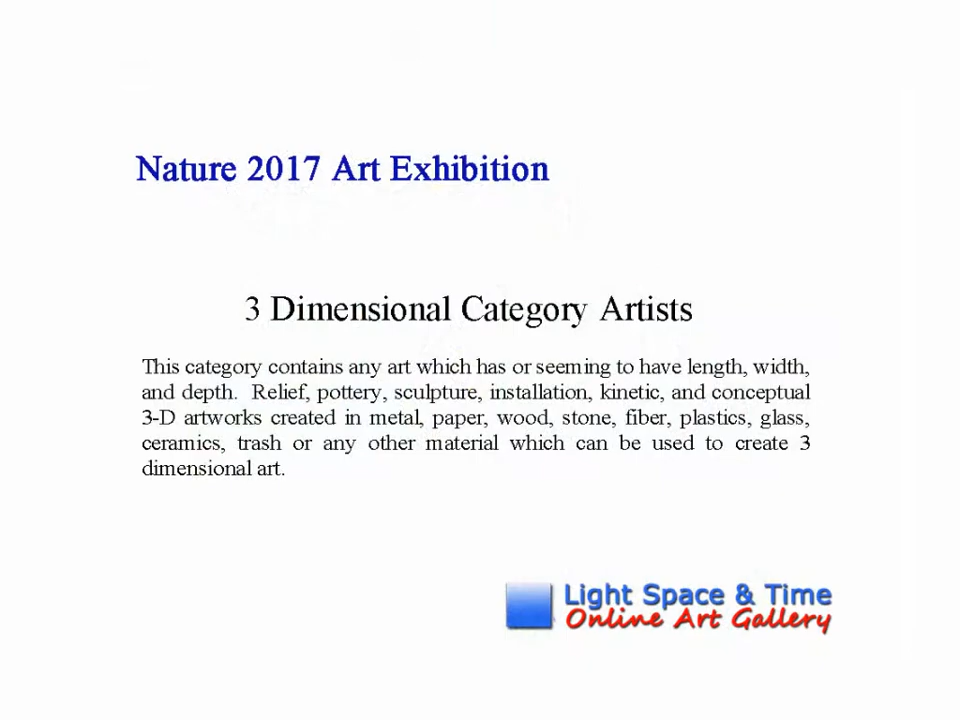 Nature 2017 Art Exhibition
3 Dimensional Category Artists
This category contains any art which has or seeming to have length, width,
and depth. Relief, pottery, sculpture, installation, kinetic, and conceptual
3-D artworks created in metal, paper, wood, stone, fiber, plastics, glass,
ceramics, trash or any other material which can be used to create 3
dimensional art.
Light Space & Time
Online Art Gallery